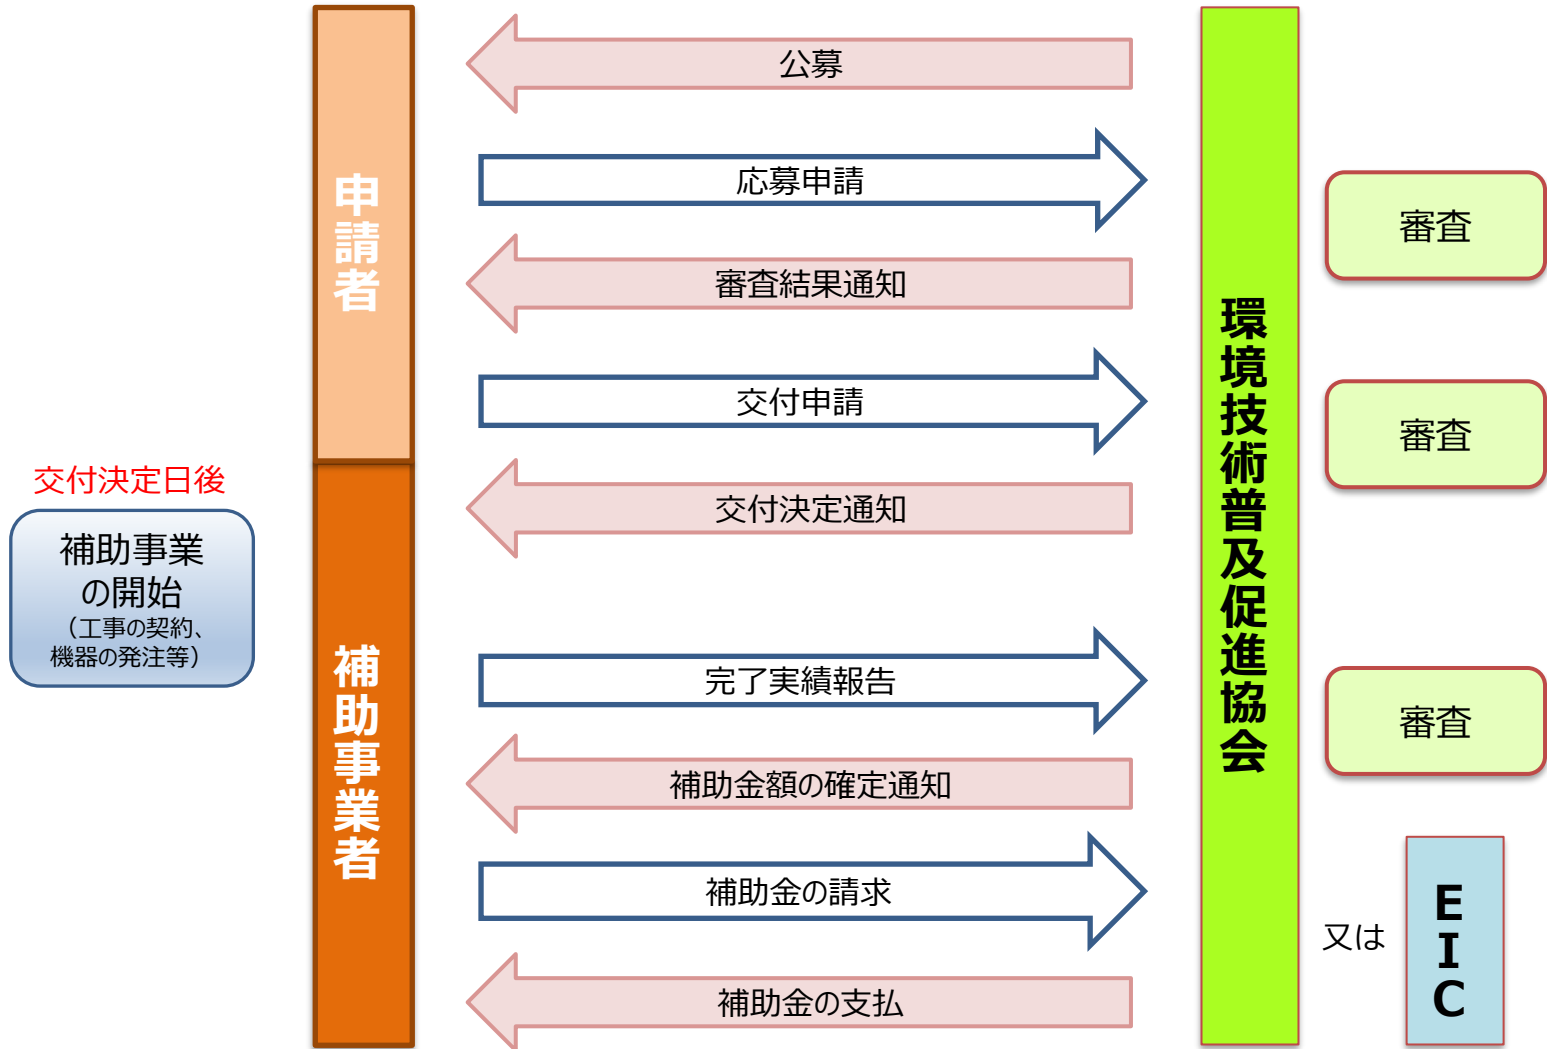 公募
応募申請
審査
申請者
審査結果通知
交付申請
審査
交付決定日後
交付決定通知
補助事業
の開始
（工事の契約、
機器の発注等）
環境技術普及促進協会
補助事業者
完了実績報告
審査
補助金額の確定通知
補助金の請求
又は
EIC
補助金の支払